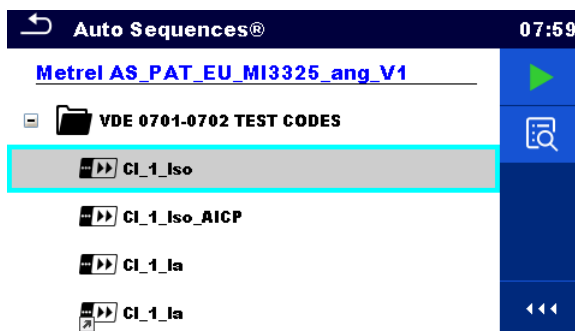 Auto Sequences® 07:59
Metrel AS_PAT_EU_MI3325_ang_V1
VDE 0701-0702 TEST CODES
Cl_1_Iso
Cl_1_Iso_AICP
Cl_1_Ia
Cl_1_Ia